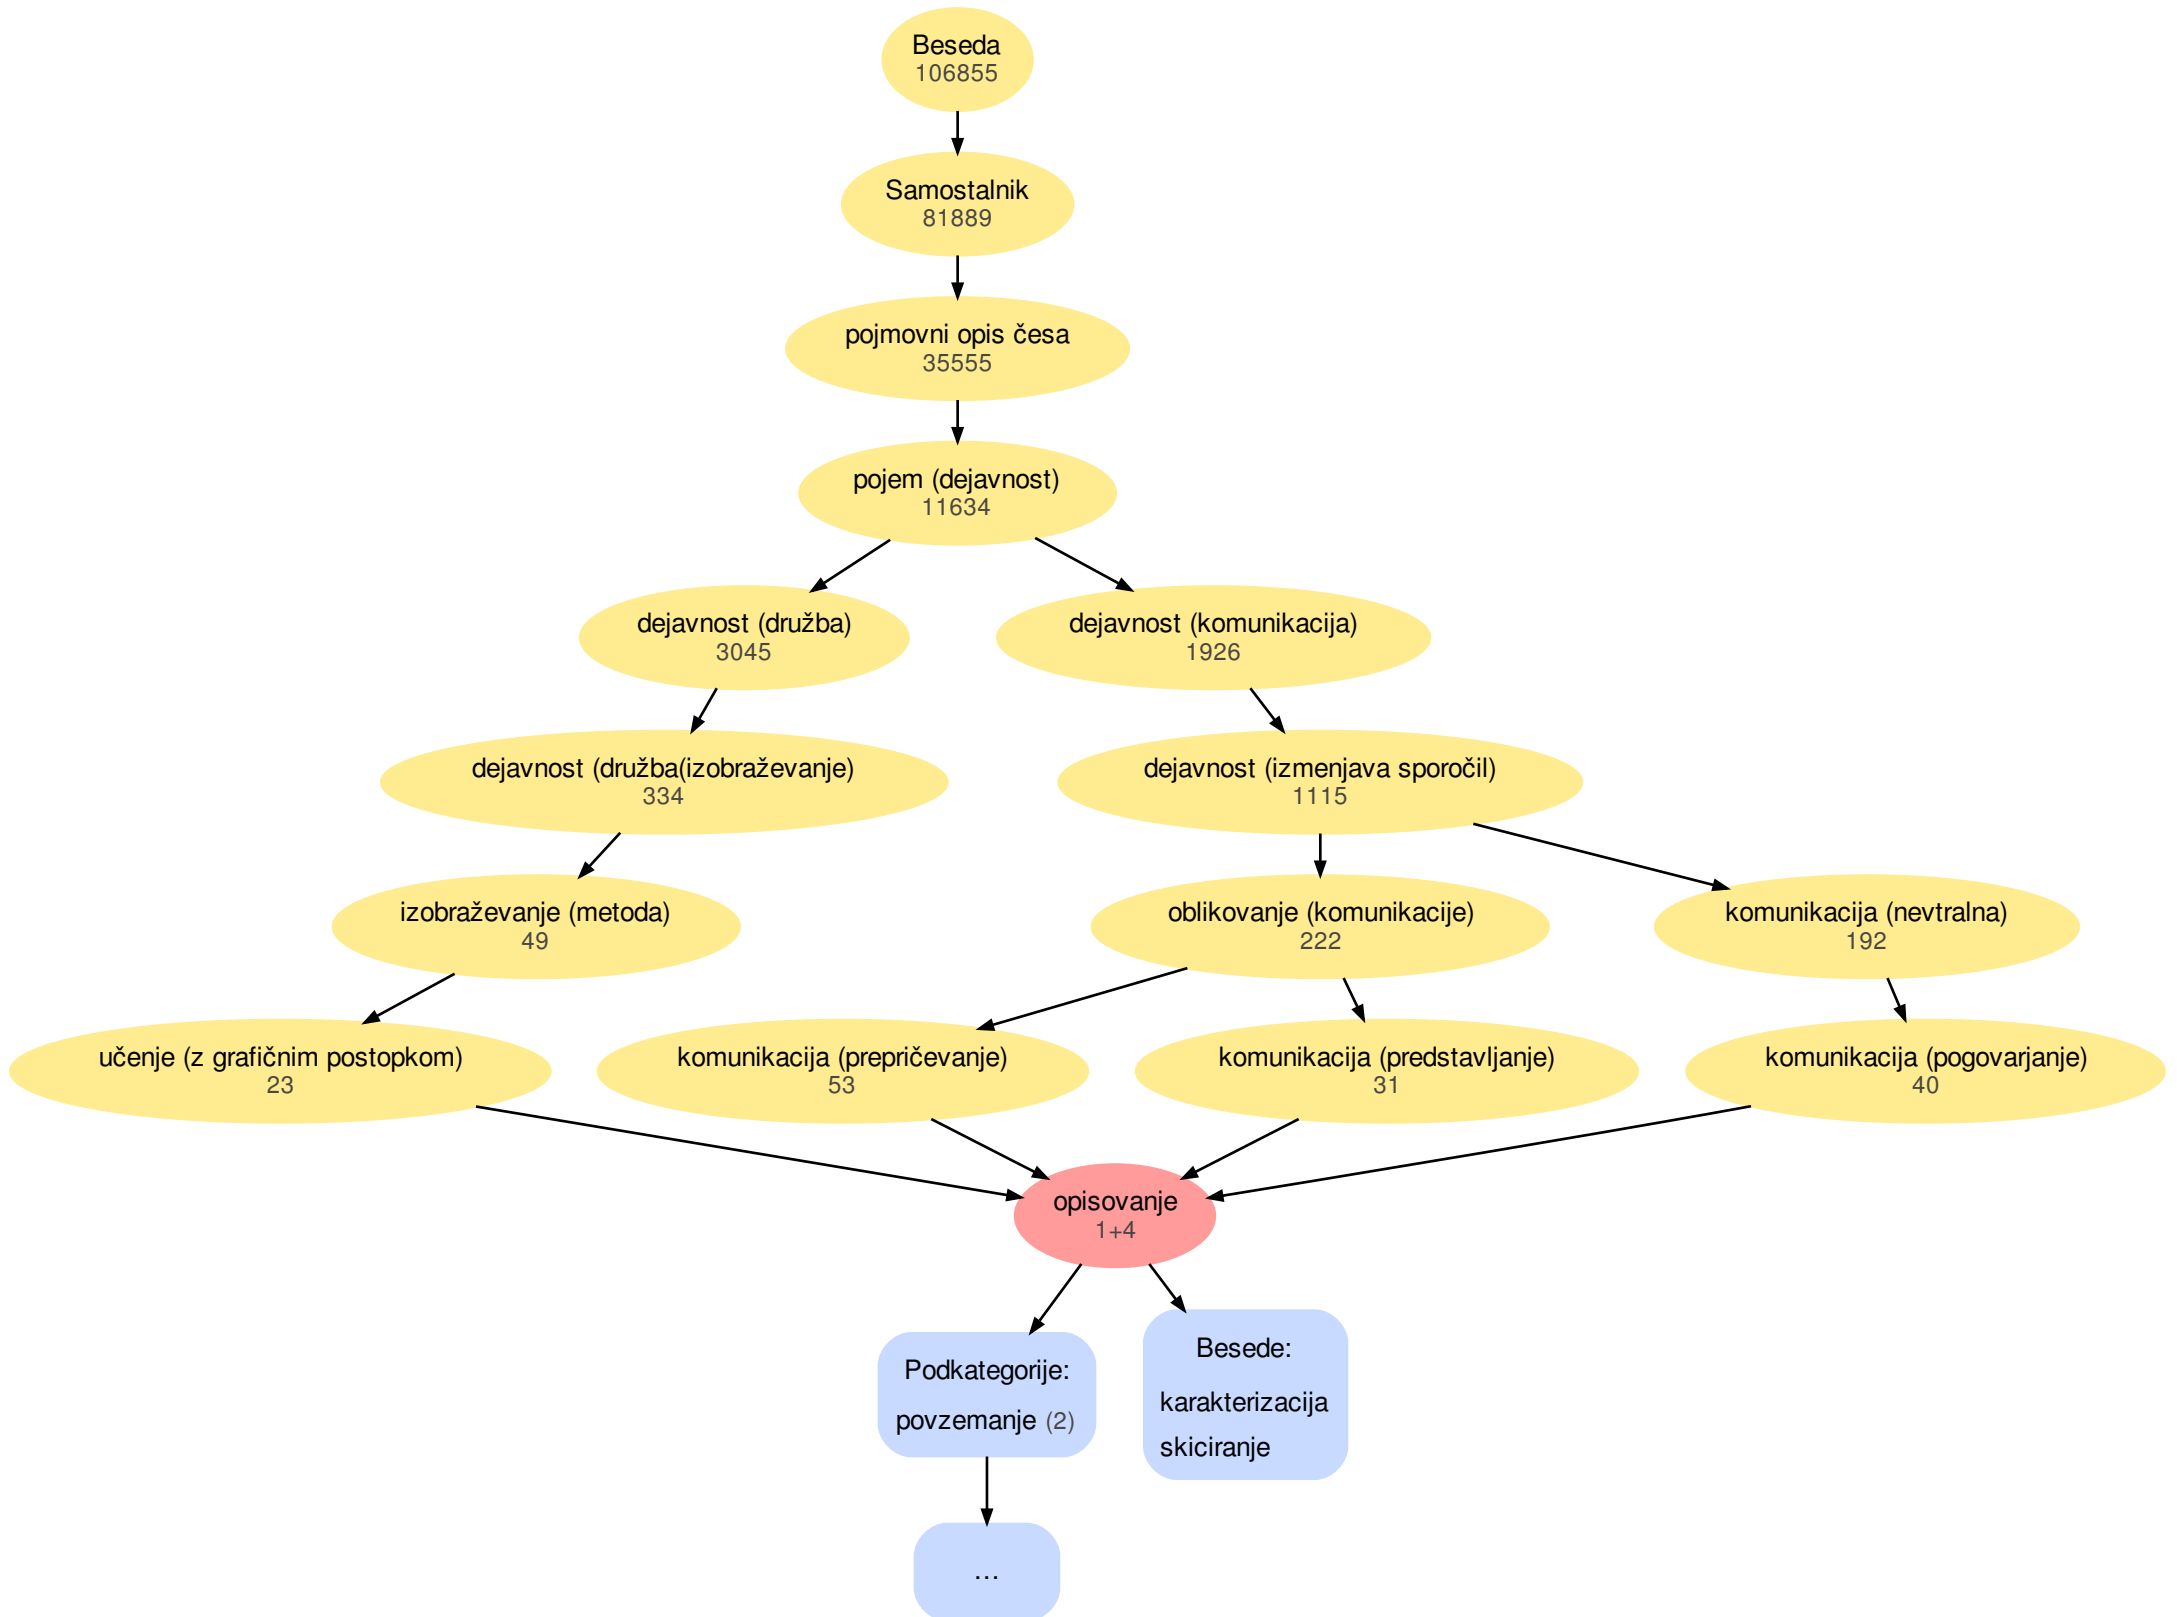 Beseda
106855
Samostalnik
81889
pojmovni opis česa
35555
pojem (dejavnost)
11634
dejavnost (družba)
3045
dejavnost (komunikacija)
1926
dejavnost (družba(izobraževanje)
334
dejavnost (izmenjava sporočil)
1115
izobraževanje (metoda)
49
oblikovanje (komunikacije)
222
komunikacija (nevtralna)
192
učenje (z grafičnim postopkom)
23
komunikacija (prepričevanje)
53
komunikacija (predstavljanje)
31
komunikacija (pogovarjanje)
40
opisovanje
1+4
Podkategorije:
povzemanje (2)
Besede:
karakterizacija
skiciranje
...